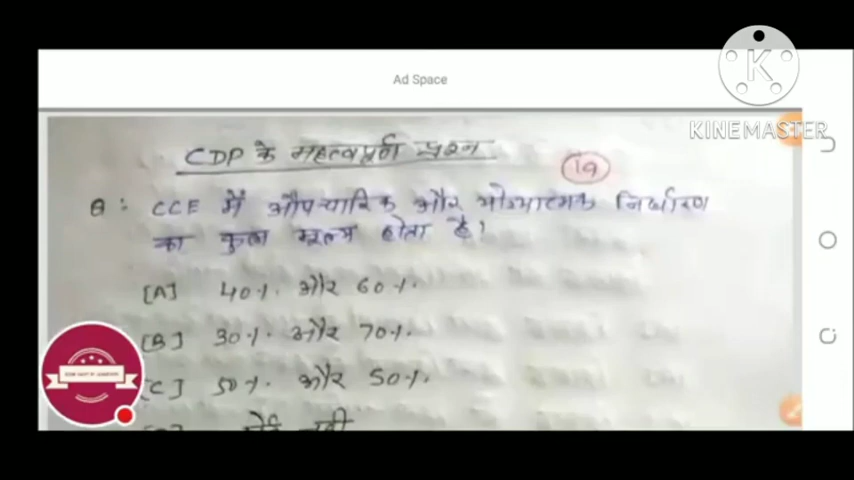 Ad Space
KINEMASTER
CDP के महत्वपूर्ण प्रश्न
19
Q : CCE में औपचारिक और योगात्मक निर्धारण
का कुल मूल्य होता है।
[A] 40% और 60%.
[B] 30% और 70%.
[C] 50% और 50%.
कोई नहीं